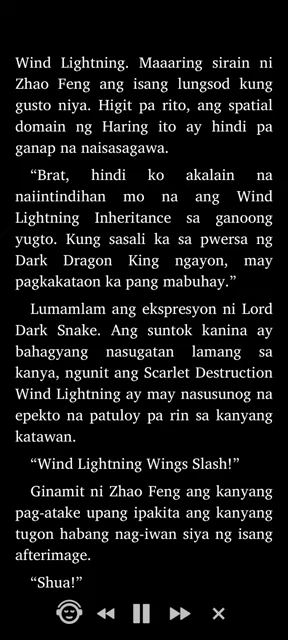 Wind Lightning. Maaaring sirain ni
Zhao Feng ang isang lungsod kung
gusto niya. Higit pa rito, ang spatial
domain ng Haring ito ay hindi pa
ganap na naisasagawa.
“Brat, hindi ko akalain na
naiintindihan mo na ang Wind
Lightning Inheritance sa ganoong
yugto. Kung sasali ka sa pwersa ng
Dark Dragon King ngayon, may
pagkakataon ka pang mabuhay.”
Lumamlam ang ekspresyon ni Lord
Dark Snake. Ang suntok kanina ay
bahagyang nasugatan lamang sa
kanya, ngunit ang Scarlet Destruction
Wind Lightning ay may nasusunog na
epekto na patuloy pa rin sa kanyang
katawan.
“Wind Lightning Wings Slash!”
Ginamit ni Zhao Feng ang kanyang
pag-atake upang ipakita ang kanyang
tugon habang nag-iwan siya ng isang
afterimage.
“Shua!”